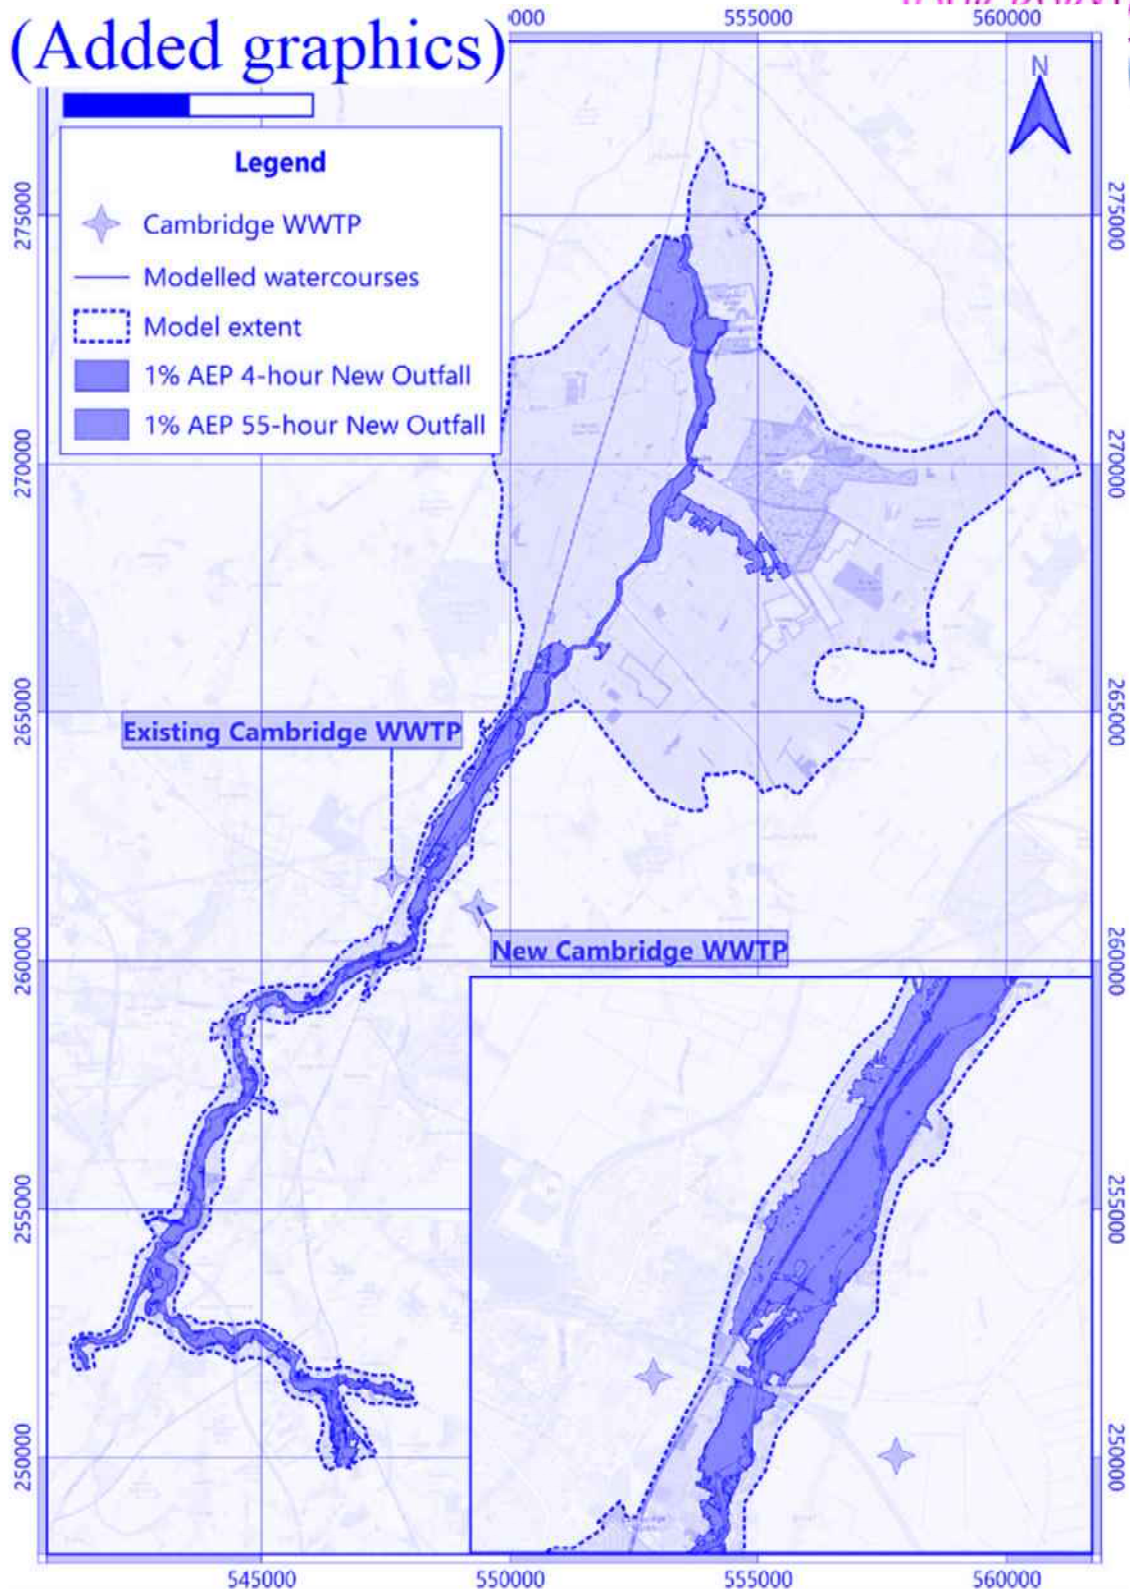 (Added graphics)
0000
555000
560000
N
Legend
Cambridge WWTP
Modelled watercourses
Model extent
1% AEP 4-hour New Outfall
1% AEP 55-hour New Outfall
275000
275000
270000
270000
265000
265000
Existing Cambridge WWTP
New Cambridge WWTP
260000
260000
255000
255000
250000
250000
545000
550000
555000
560000